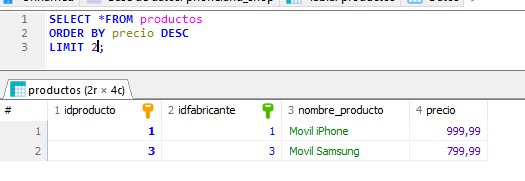 1 SELECT *FROM productos
2 ORDER BY precio DESC
3 LIMIT 2;
productos (2r × 4c)
# 1 idproducto 2 idfabricante 3 nombre_producto 4 precio
1 1 1 Movil iPhone 999,99
2 3 3 Movil Samsung 799,99